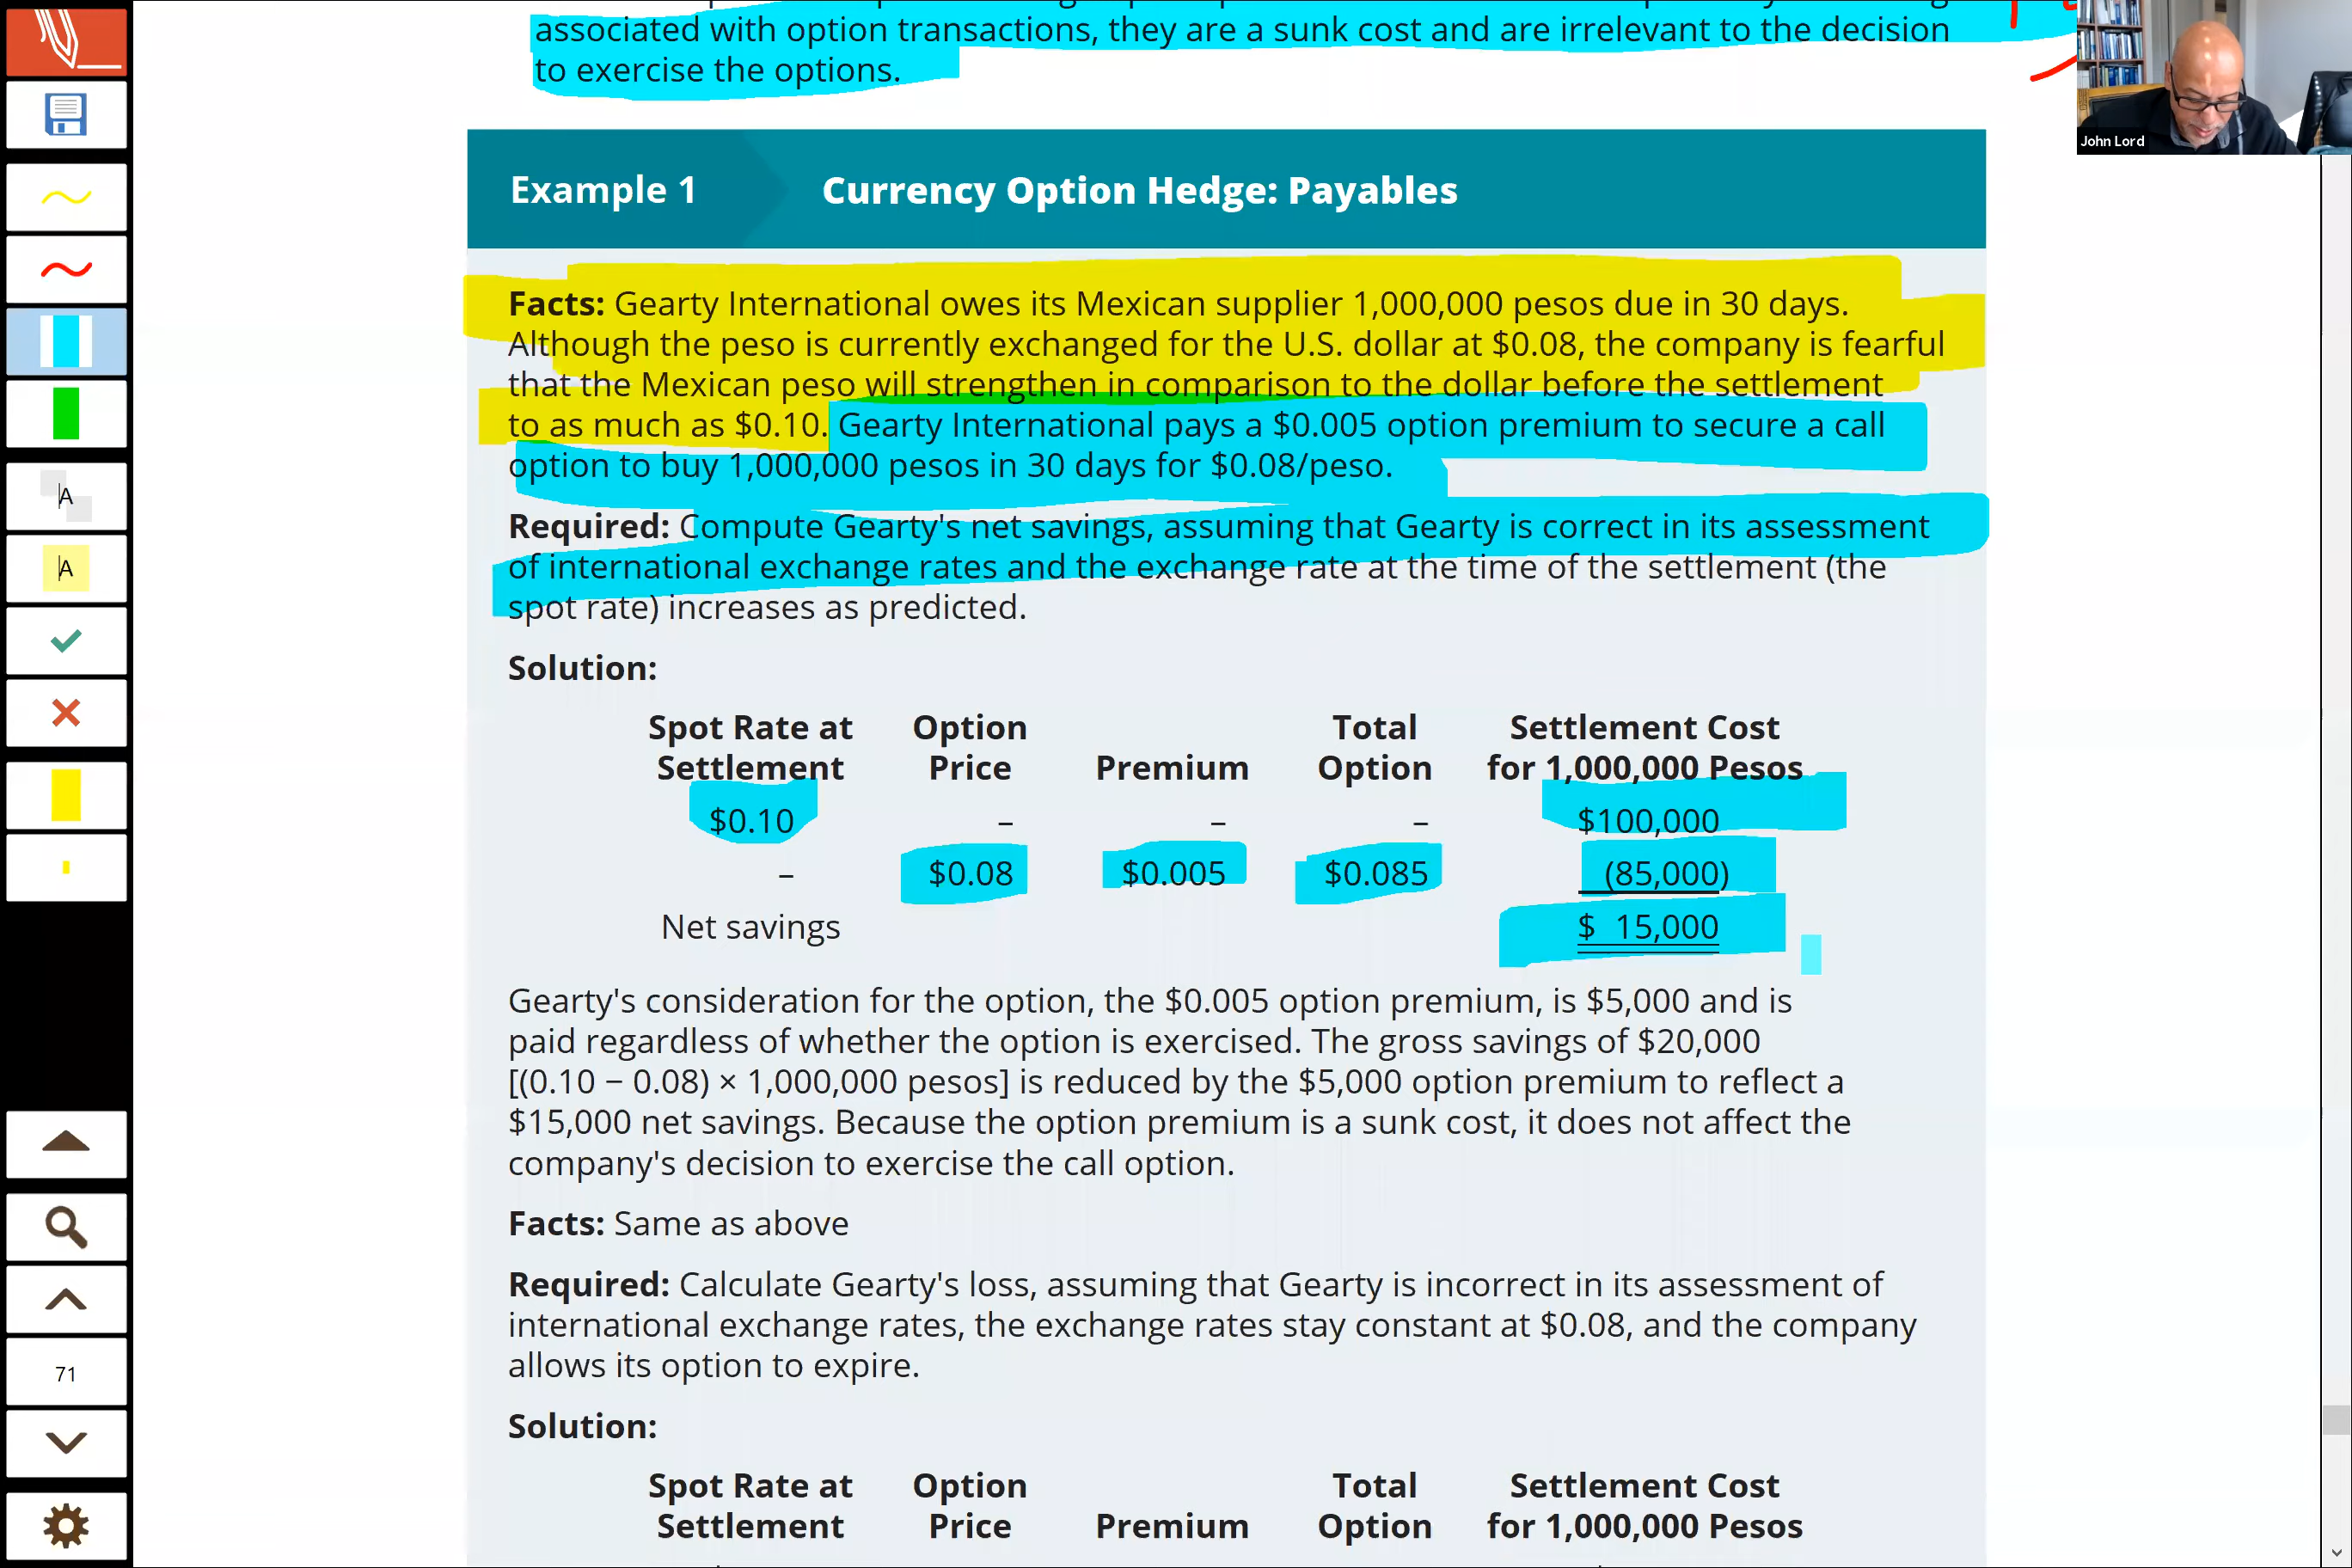 associated with option transactions, they are a sunk cost and are irrelevant to the decision
to exercise the options.
John Lord
Example 1
Currency Option Hedge: Payables
Facts: Gearty International owes its Mexican supplier 1,000,000 pesos due in 30 days.
Although the peso is currently exchanged for the U.S. dollar at $0.08, the company is fearful
that the Mexican peso will strengthen in comparison to the dollar before the settlement
to as much as $0.10. Gearty International pays a $0.005 option premium to secure a call
option to buy 1,000,000 pesos in 30 days for $0.08/peso.
Required: Compute Gearty's net savings, assuming that Gearty is correct in its assessment
of international exchange rates and the exchange rate at the time of the settlement (the
spot rate) increases as predicted.
Solution:
Spot Rate at Option Total Settlement Cost
Settlement Price Premium Option for 1,000,000 Pesos
$0.10 – – – $100,000
– $0.08 $0.005 $0.085 (85,000)
Net savings $ 15,000
Gearty's consideration for the option, the $0.005 option premium, is $5,000 and is
paid regardless of whether the option is exercised. The gross savings of $20,000
[(0.10 − 0.08) × 1,000,000 pesos] is reduced by the $5,000 option premium to reflect a
$15,000 net savings. Because the option premium is a sunk cost, it does not affect the
company's decision to exercise the call option.
Facts: Same as above
Required: Calculate Gearty's loss, assuming that Gearty is incorrect in its assessment of
international exchange rates, the exchange rates stay constant at $0.08, and the company
allows its option to expire.
Solution:
Spot Rate at Option Total Settlement Cost
Settlement Price Premium Option for 1,000,000 Pesos
A
A
71